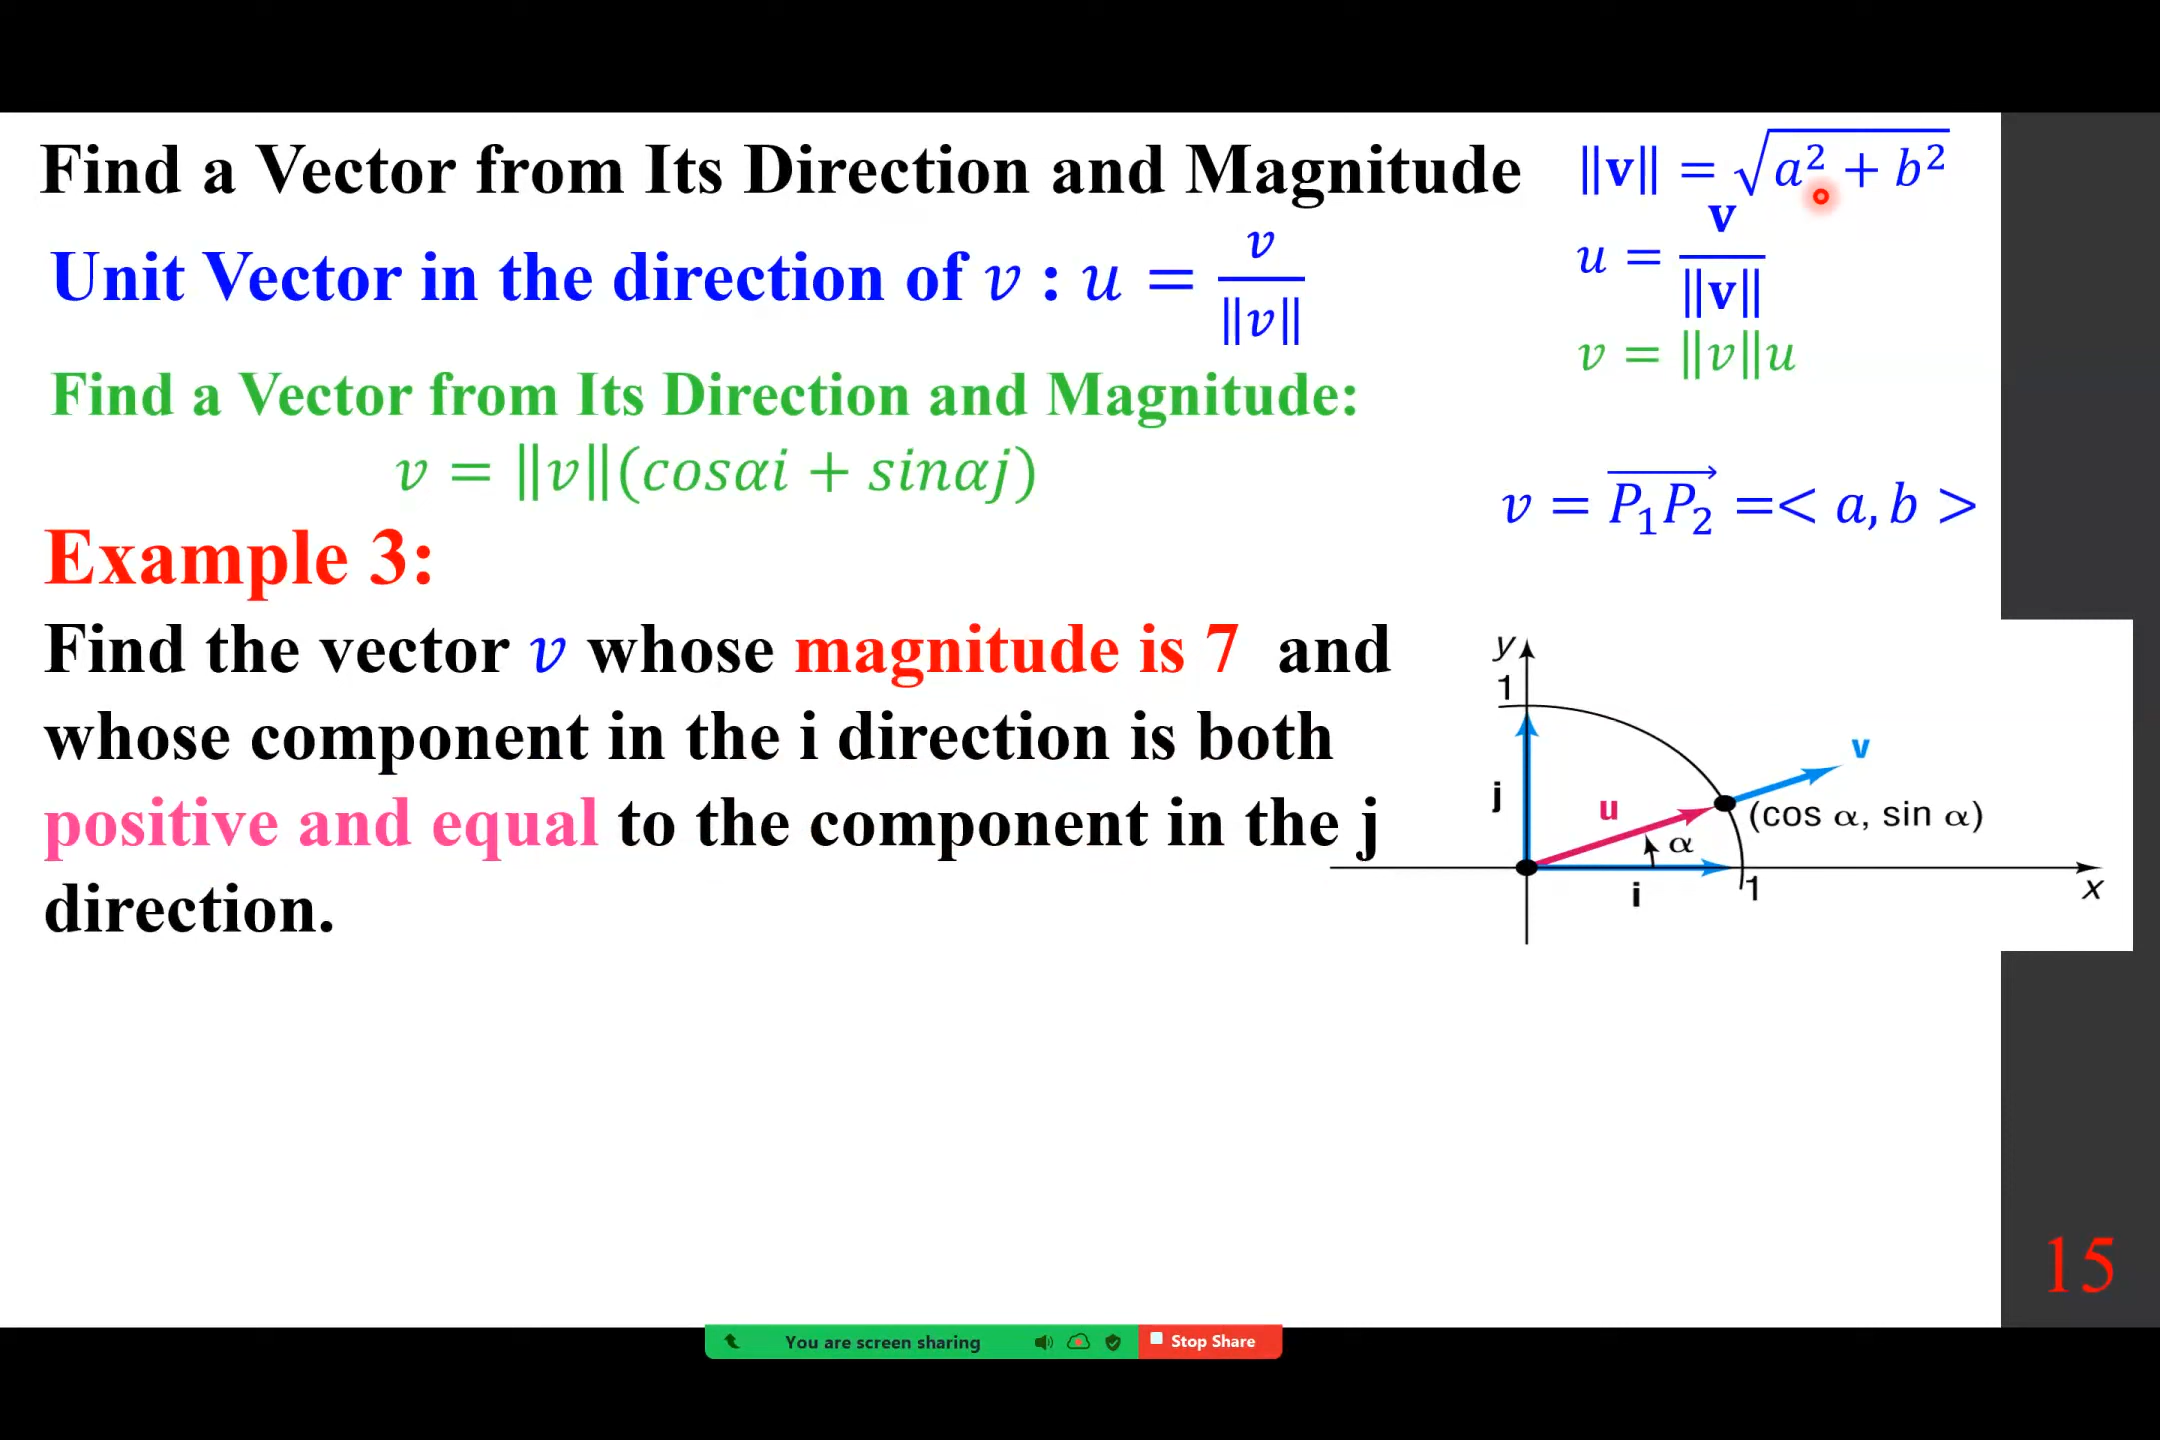 Find a Vector from Its Direction and Magnitude
‖v‖ = √a² + b²
Unit Vector in the direction of v : u = v / ‖v‖
u = v / ‖v‖
v = ‖v‖u
Find a Vector from Its Direction and Magnitude:
v = ‖v‖(cosαi + sinαj)
v = P₁P₂ =< a, b >
Example 3:
Find the vector v whose magnitude is 7 and
whose component in the i direction is both
positive and equal to the component in the j
direction.
y
1
j
u
v
(cos α, sin α)
α
i
1
x
15
You are screen sharing
Stop Share